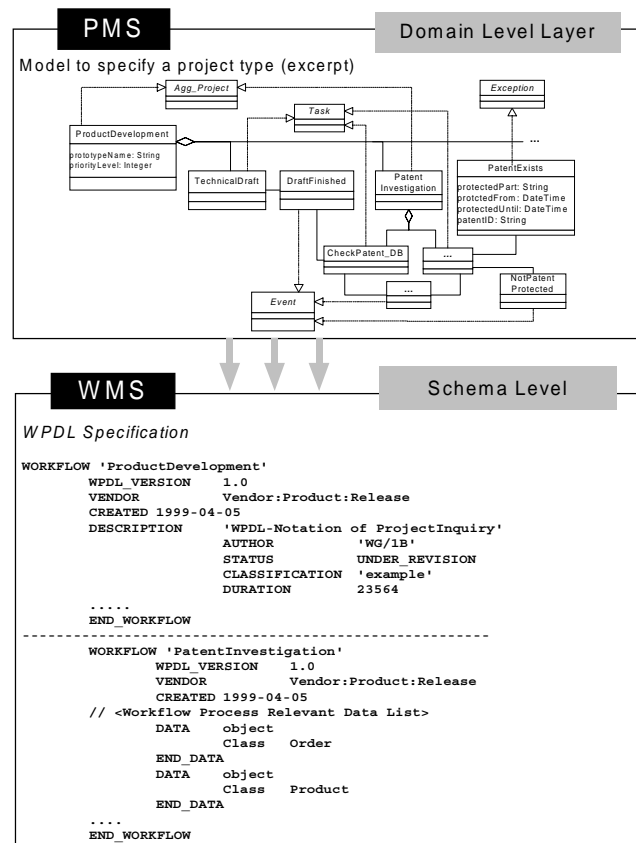 PMS
Domain Level Layer
Model to specify a project type (excerpt)
Agg_Project
Exception
Task
ProductDevelopment
prototypeName: String
priorityLevel: Integer
...
TechnicalDraft
DraftFinished
Patent
Investigation
PatentExists
protectedPart: String
protctedFrom: DateTime
protectedUntil: DateTime
patentID: String
CheckPatent_DB
...
...
NotPatent
Protected
Event
WMS
Schema Level
WPDL Specification
WORKFLOW 'ProductDevelopment'
WPDL_VERSION 1.0
VENDOR Vendor:Product:Release
CREATED 1999-04-05
DESCRIPTION 'WPDL-Notation of ProjectInquiry'
AUTHOR 'WG/1B'
STATUS UNDER_REVISION
CLASSIFICATION 'example'
DURATION 23564
.....
END_WORKFLOW
------------------------------------------------------
WORKFLOW 'PatentInvestigation'
WPDL_VERSION 1.0
VENDOR Vendor:Product:Release
CREATED 1999-04-05
// <Workflow Process Relevant Data List>
DATA object
Class Order
END_DATA
DATA object
Class Product
END_DATA
....
END_WORKFLOW